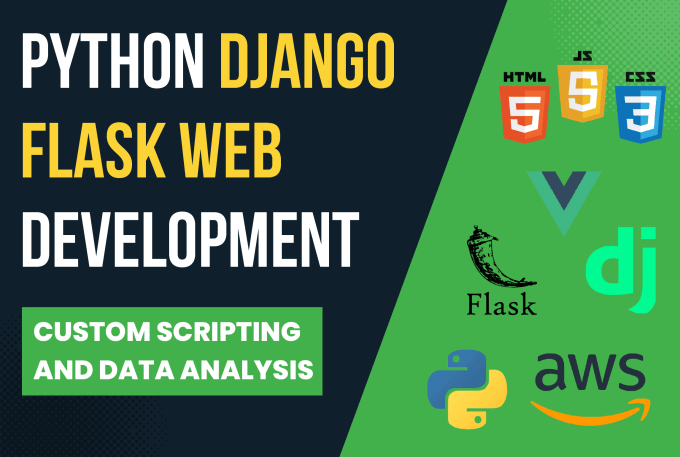 PYTHON DJANGO
FLASK WEB
DEVELOPMENT
CUSTOM SCRIPTING
AND DATA ANALYSIS
JS
HTML
CSS
5
5
3
Flask
dj
aws